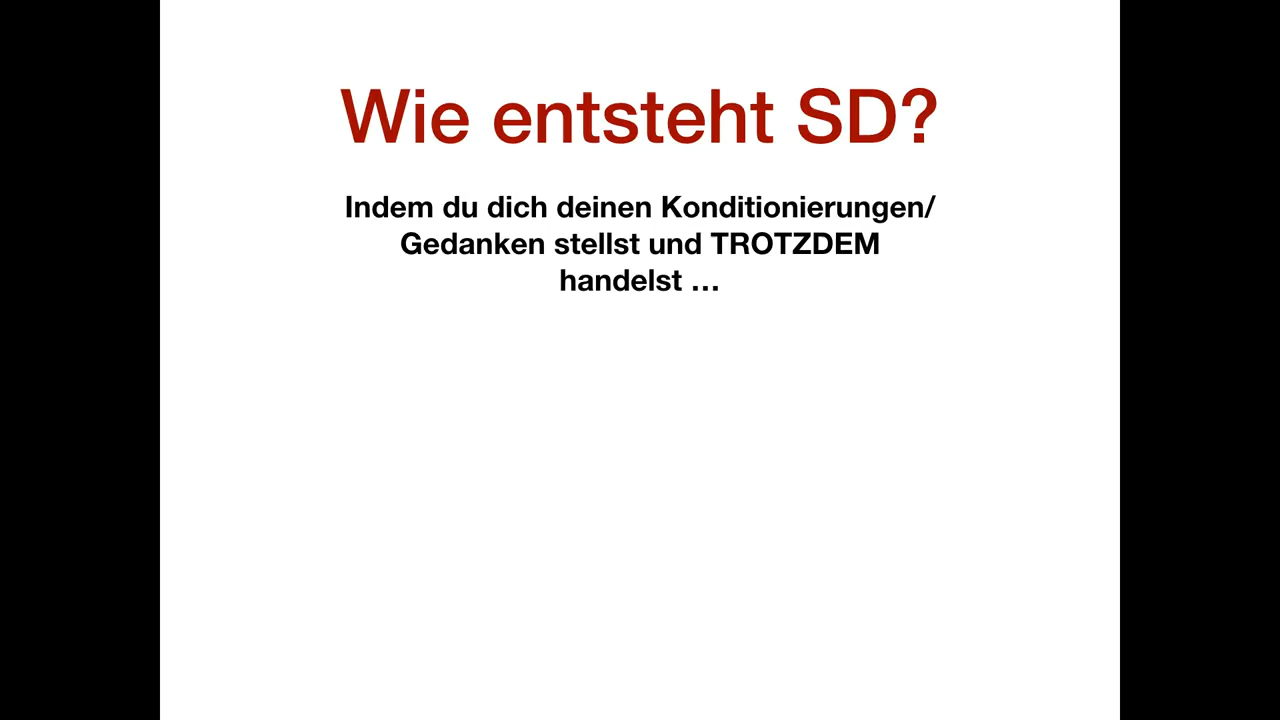 Wie entsteht SD?
Indem du dich deinen Konditionierungen/
Gedanken stellst und TROTZDEM
handelst …